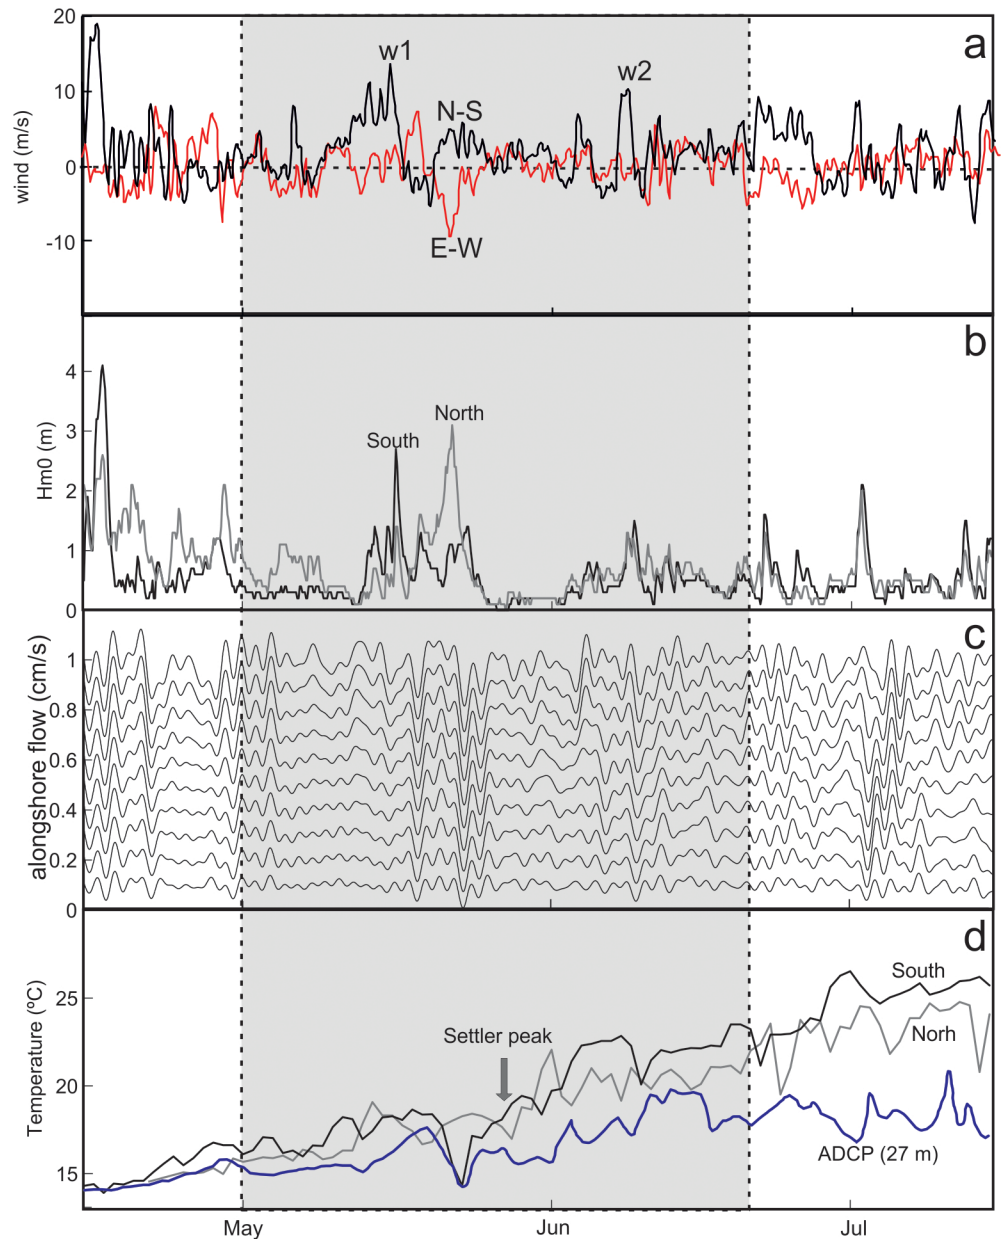 20
a
w1
w2
10
N-S
wind (m/s)
0
-10
E-W
b
4
North
3
South
Hm0 (m)
2
1
0
c
1
0.8
alongshore flow (cm/s)
0.6
0.4
0.2
0
d
South
25
Settler peak
Norh
Temperature (ºC)
20
ADCP (27 m)
15
May
Jun
Jul